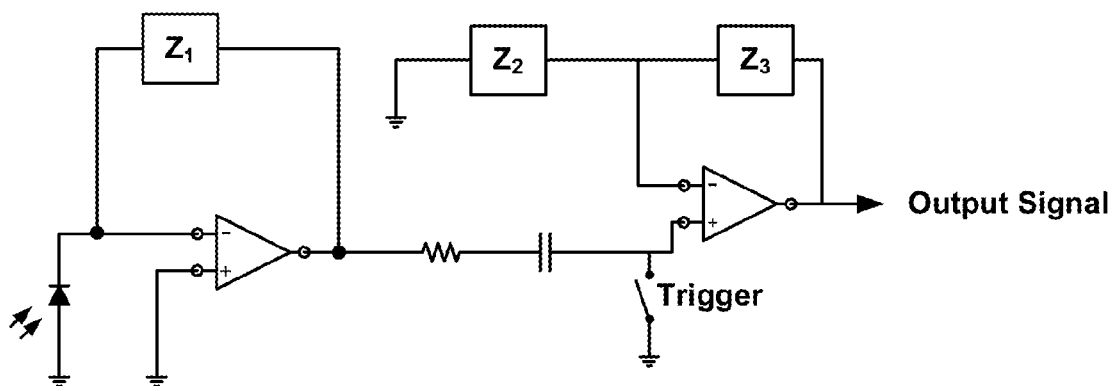 Z₁
Z₂
Z₃
-
+
-
+
Output Signal
Trigger